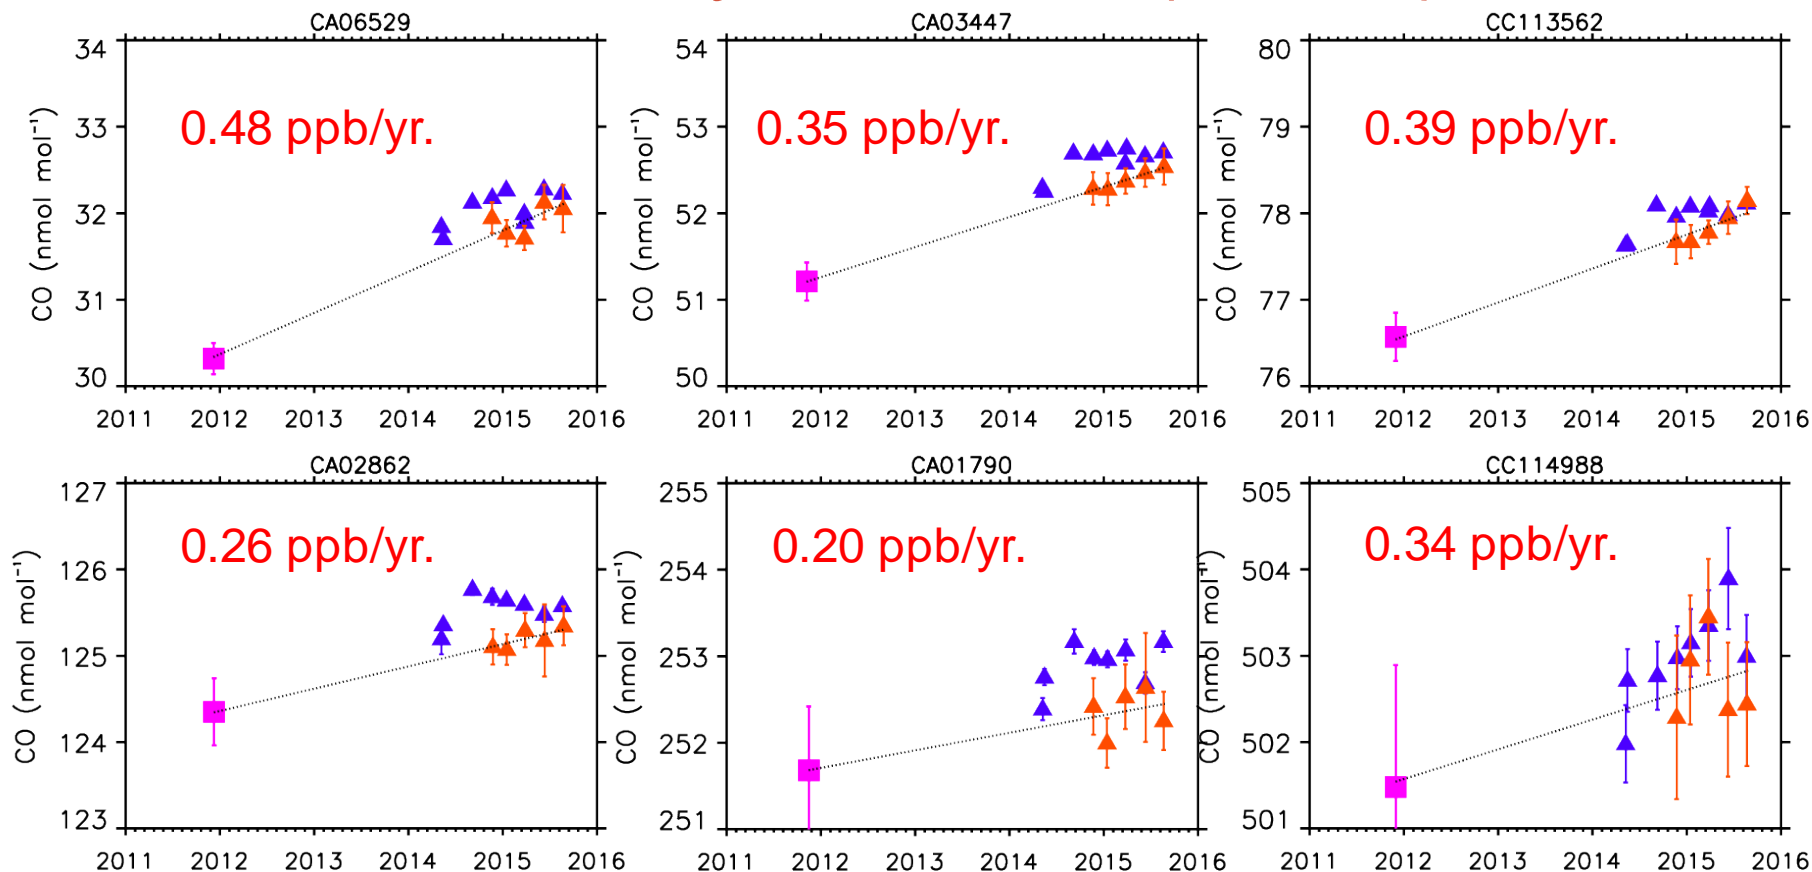 CA06529
CA03447
CC113562
34
33
32
31
30
CO (nmol mol⁻¹)
0.48 ppb/yr.
2011 2012 2013 2014 2015 2016
54
53
52
51
50
CO (nmol mol⁻¹)
0.35 ppb/yr.
2011 2012 2013 2014 2015 2016
80
79
78
77
76
CO (nmol mol⁻¹)
0.39 ppb/yr.
2011 2012 2013 2014 2015 2016
CA02862
CA01790
CC114988
127
126
125
124
123
CO (nmol mol⁻¹)
0.26 ppb/yr.
2011 2012 2013 2014 2015 2016
255
254
253
252
251
CO (nmol mol⁻¹)
0.20 ppb/yr.
2011 2012 2013 2014 2015 2016
505
504
503
502
501
CO (nmol mol⁻¹)
0.34 ppb/yr.
2011 2012 2013 2014 2015 2016